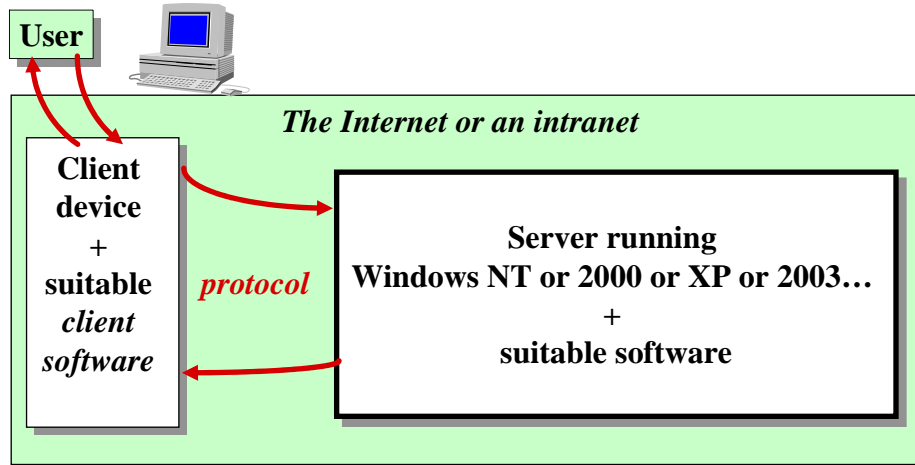 User
The Internet or an intranet
Client
device
+
suitable
client
software
protocol
Server running
Windows NT or 2000 or XP or 2003…
+
suitable software